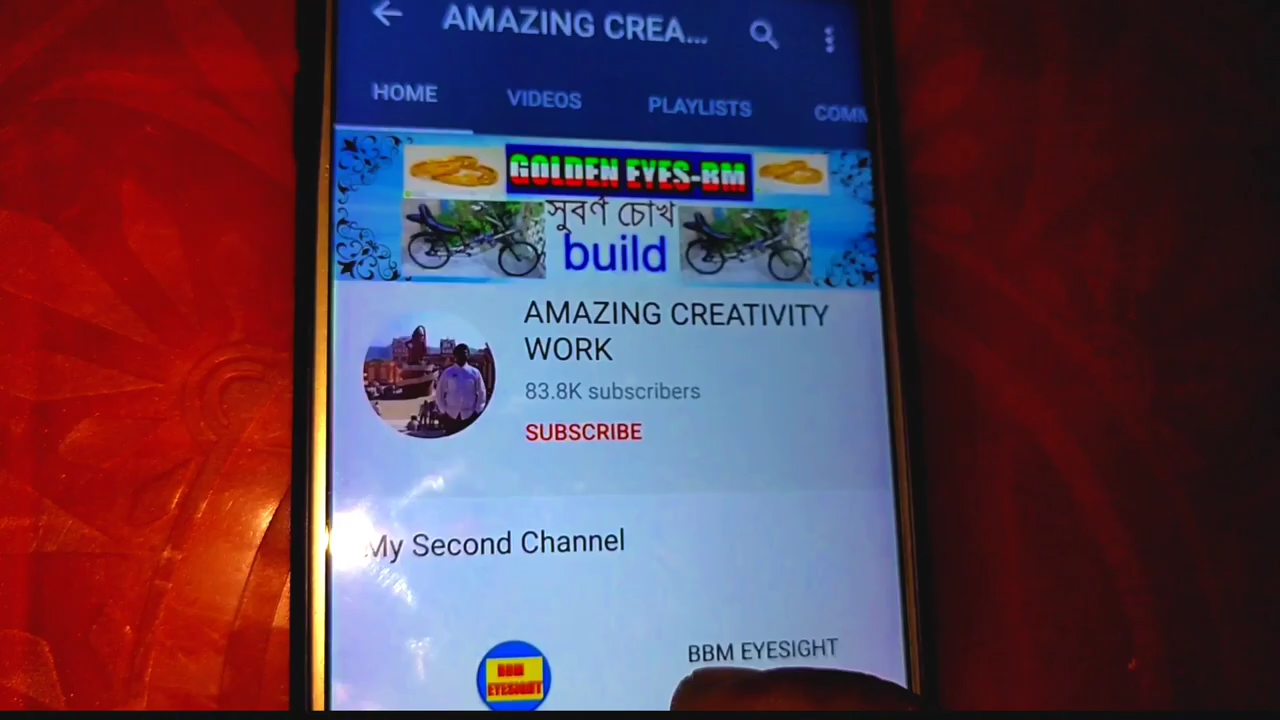 AMAZING CREA...
HOME VIDEOS PLAYLISTS COMM
GOLDEN EYES-BM
সুবর্ণ চোখ
build
AMAZING CREATIVITY
WORK
83.8K subscribers
SUBSCRIBE
My Second Channel
BBM EYESIGHT
BBM
EYESIGHT